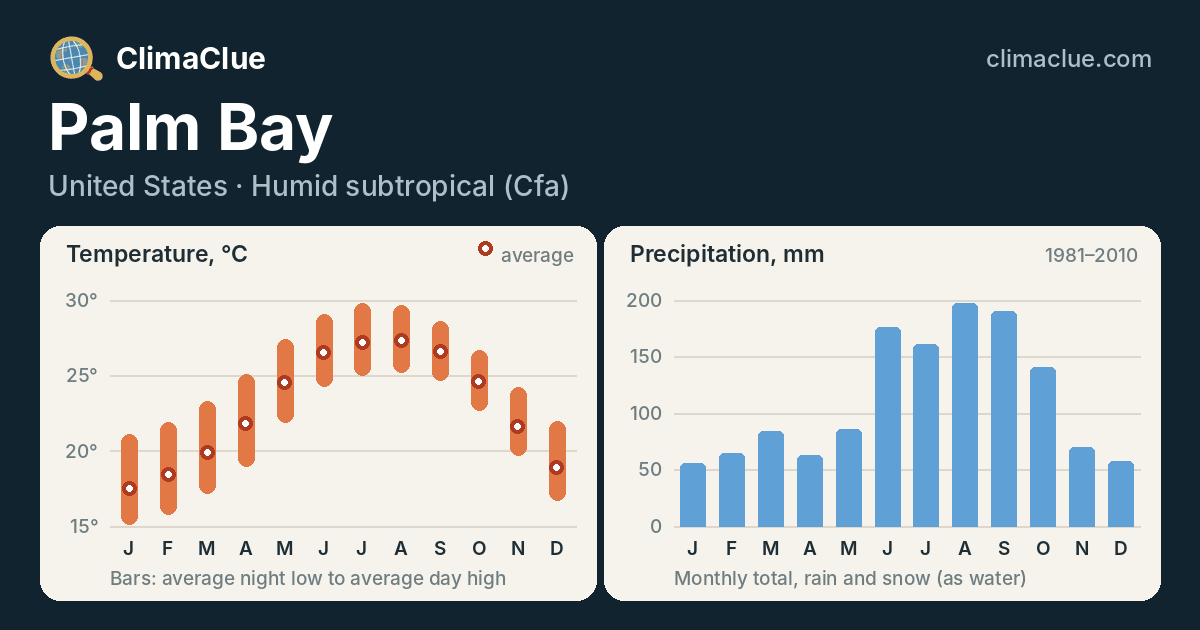 ClimaClue
climaclue.com
Palm Bay
United States · Humid subtropical (Cfa)
Temperature, °C
average
30°
25°
20°
15°
J F M A M J J A S O N D
Bars: average night low to average day high
Precipitation, mm
1981–2010
200
150
100
50
0
J F M A M J J A S O N D
Monthly total, rain and snow (as water)